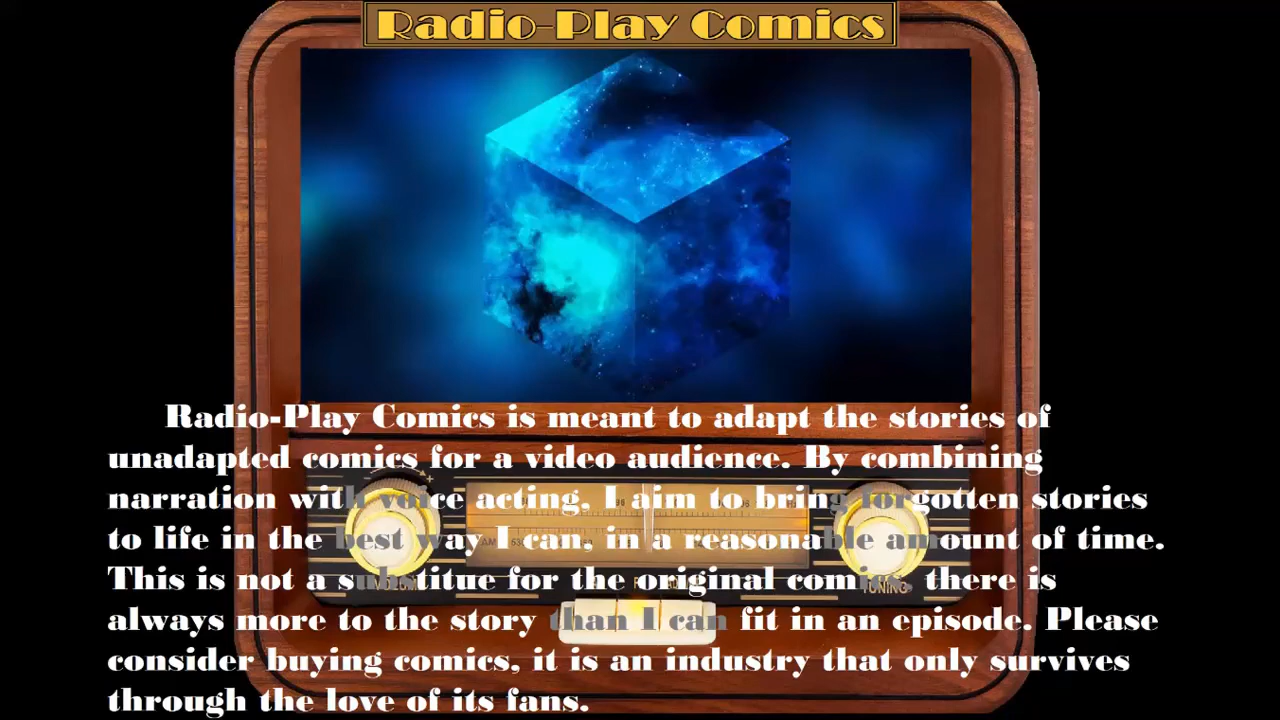 Radio-Play Comics
Radio-Play Comics is meant to adapt the stories of
unadapted comics for a video audience. By combining
narration with voice acting, I aim to bring forgotten stories
to life in the best way I can, in a reasonable amount of time.
This is not a substitue for the original comics, there is
always more to the story than I can fit in an episode. Please
consider buying comics, it is an industry that only survives
through the love of its fans.
TUNING